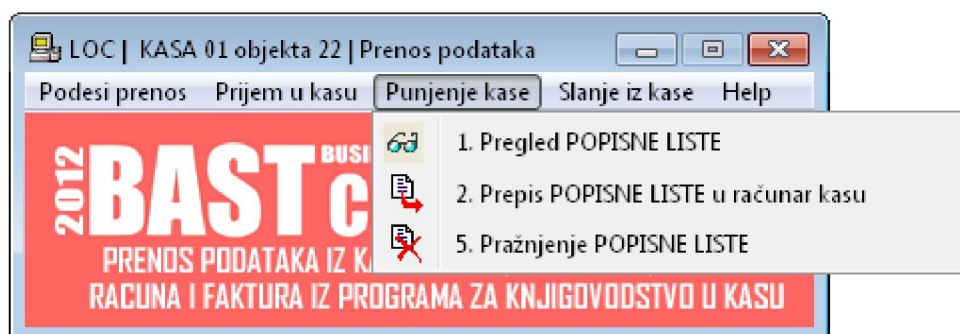 LOC | KASA 01 objekta 22 | Prenos podataka
Podesi prenos Prijem u kasu Punjenje kase Slanje iz kase Help
1. Pregled POPISNE LISTE
2. Prepis POPISNE LISTE u računar kasu
5. Pražnjenje POPISNE LISTE
2012 BAST
PRENOS PODATAKA IZ
RACUNA I FAKTURA IZ PROGRAMA ZA KNJIGOVODSTVO U KASU